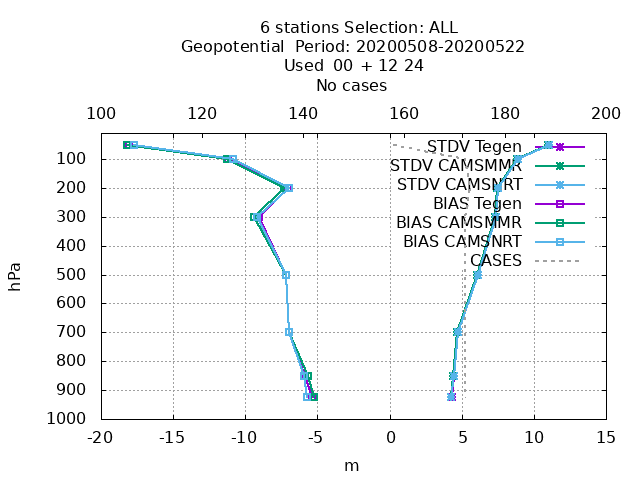 6 stations Selection: ALL
Geopotential  Period: 20200508-20200522
Used  00 + 12 24
No cases
100 120 140 160 180 200
STDV Tegen
STDV CAMSMMR
STDV CAMSNRT
BIAS Tegen
BIAS CAMSMMR
BIAS CAMSNRT
CASES
100
200
300
400
500
600
700
800
900
1000
hPa
-20 -15 -10 -5 0 5 10 15
m